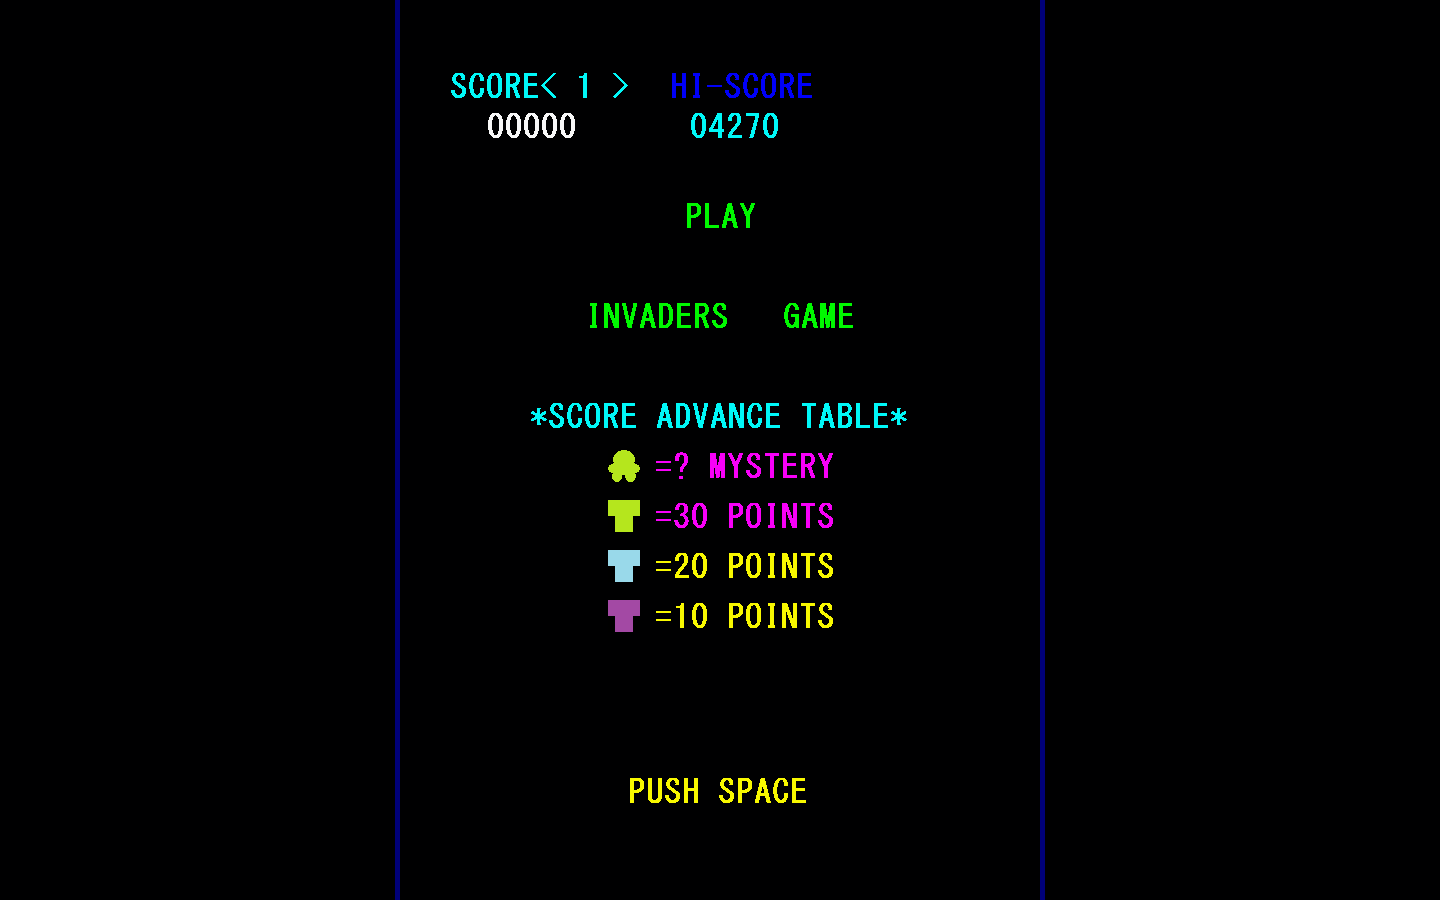 SCORE< 1 > HI-SCORE
00000 04270
PLAY
INVADERS GAME
*SCORE ADVANCE TABLE*
=? MYSTERY
=30 POINTS
=20 POINTS
=10 POINTS
PUSH SPACE